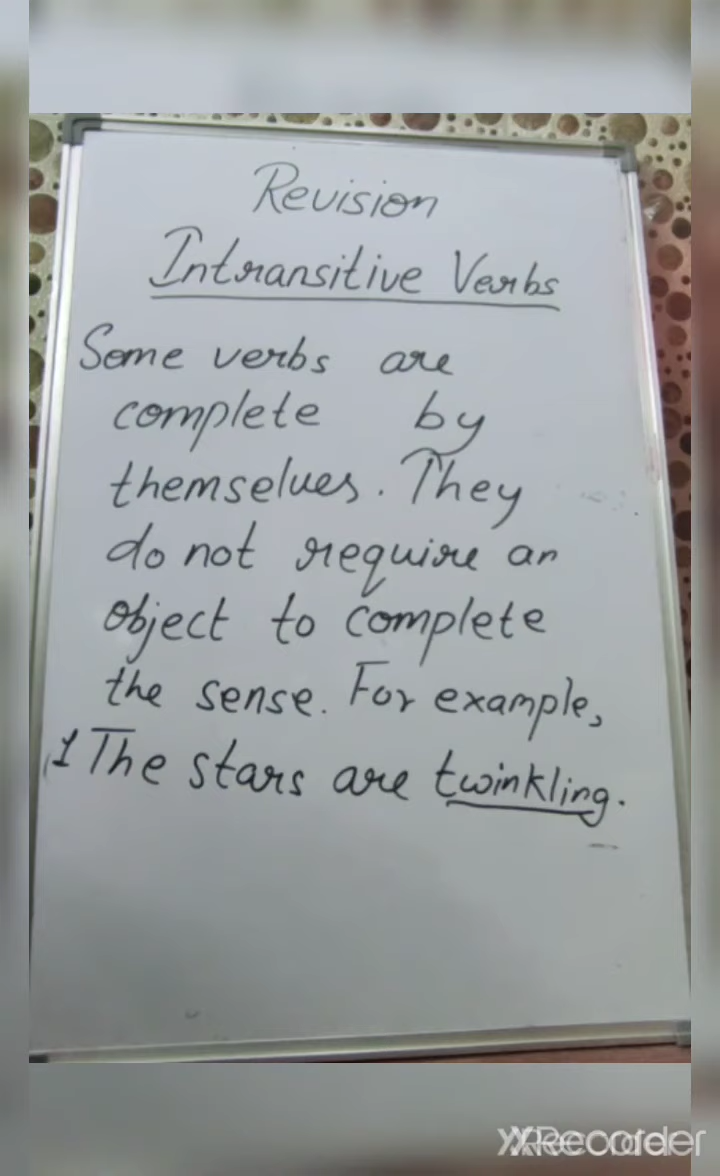 Revision
Intransitive Verbs
Some verbs are
complete by
themselves. They
do not require an
object to complete
the sense. For example,
1 The stars are twinkling.
XRecorder